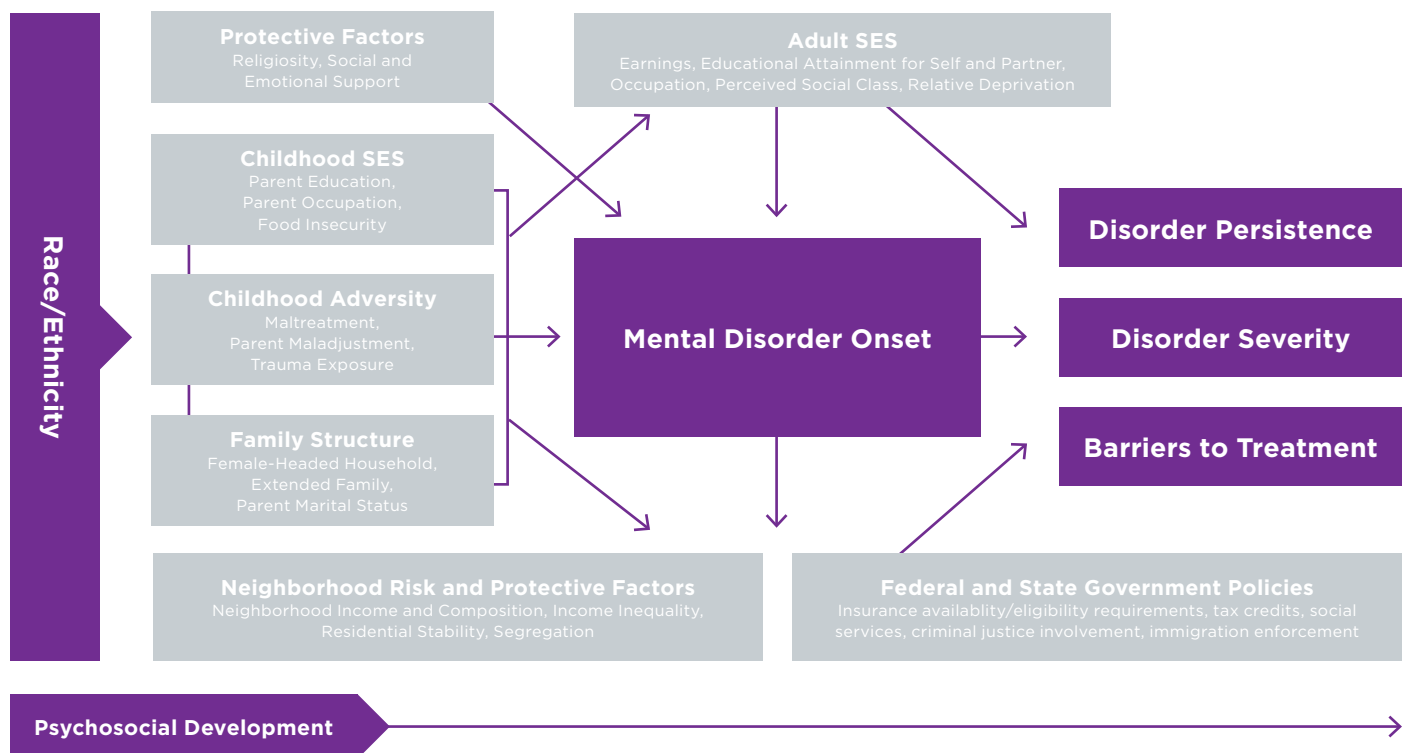 Race/Ethnicity
Protective Factors
Religiosity, Social and
Emotional Support
Adult SES
Earnings, Educational Attainment for Self and Partner,
Occupation, Perceived Social Class, Relative Deprivation
Childhood SES
Parent Education,
Parent Occupation,
Food Insecurity
Childhood Adversity
Maltreatment,
Parent Maladjustment,
Trauma Exposure
Family Structure
Female-Headed Household,
Extended Family,
Parent Marital Status
Mental Disorder Onset
Disorder Persistence
Disorder Severity
Barriers to Treatment
Neighborhood Risk and Protective Factors
Neighborhood Income and Composition, Income Inequality,
Residential Stability, Segregation
Federal and State Government Policies
Insurance availablity/eligibility requirements, tax credits, social
services, criminal justice involvement, immigration enforcement
Psychosocial Development